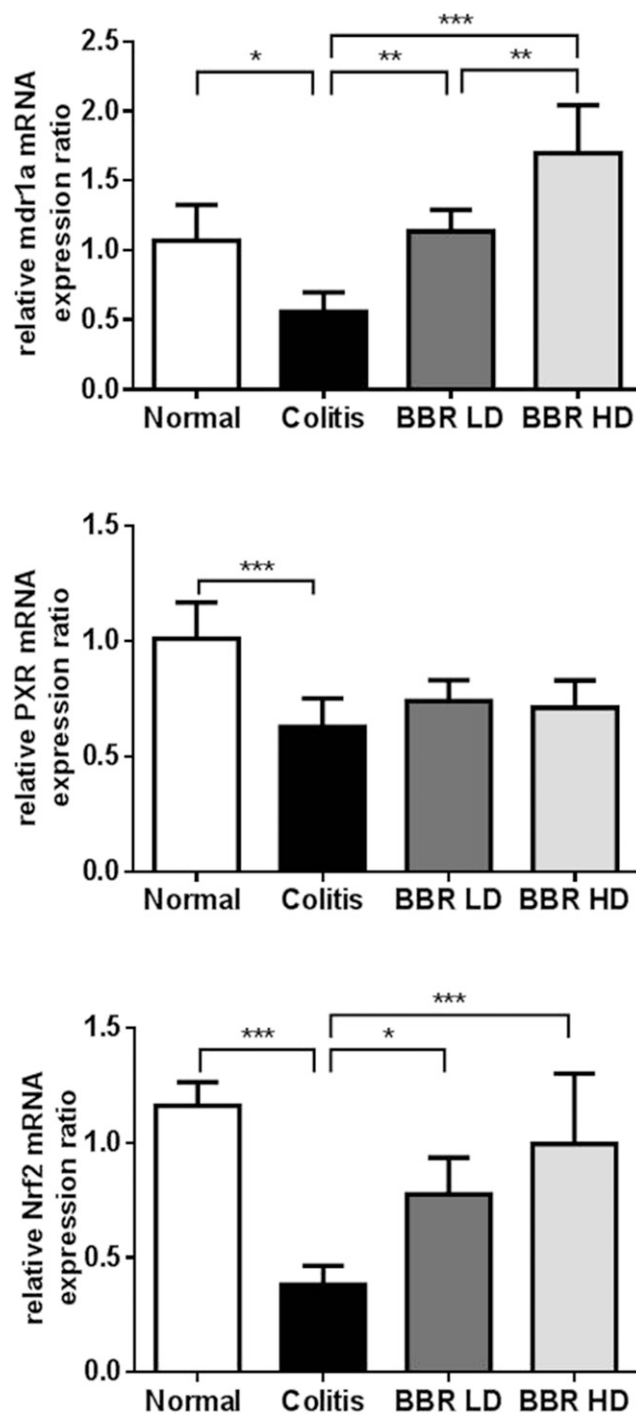 ***
2.5
*
**
**
2.0
1.5
1.0
0.5
0.0
relative mdr1a mRNA
expression ratio
Normal
Colitis
BBR LD
BBR HD
1.5
***
1.0
0.5
0.0
relative PXR mRNA
expression ratio
Normal
Colitis
BBR LD
BBR HD
***
1.5
***
*
1.0
0.5
0.0
relative Nrf2 mRNA
expression ratio
Normal
Colitis
BBR LD
BBR HD